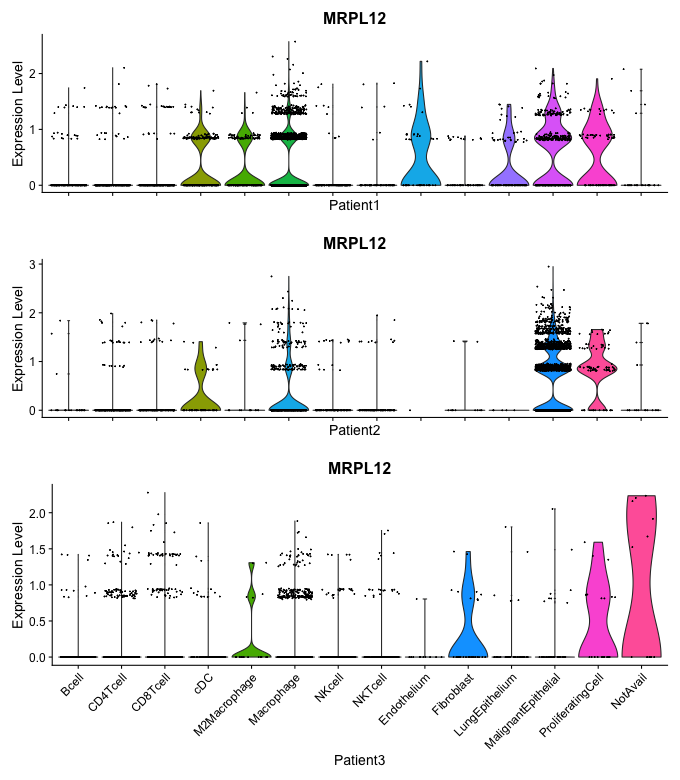 MRPL12
Expression Level
2
1
0
Patient1
MRPL12
Expression Level
3
2
1
0
Patient2
MRPL12
Expression Level
2.0
1.5
1.0
0.5
0.0
Bcell
CD4Tcell
CD8Tcell
cDC
M2Macrophage
Macrophage
NKcell
NKTcell
Endothelium
Fibroblast
LungEpithelium
MalignantEpithelial
ProliferatingCell
NotAvail
Patient3